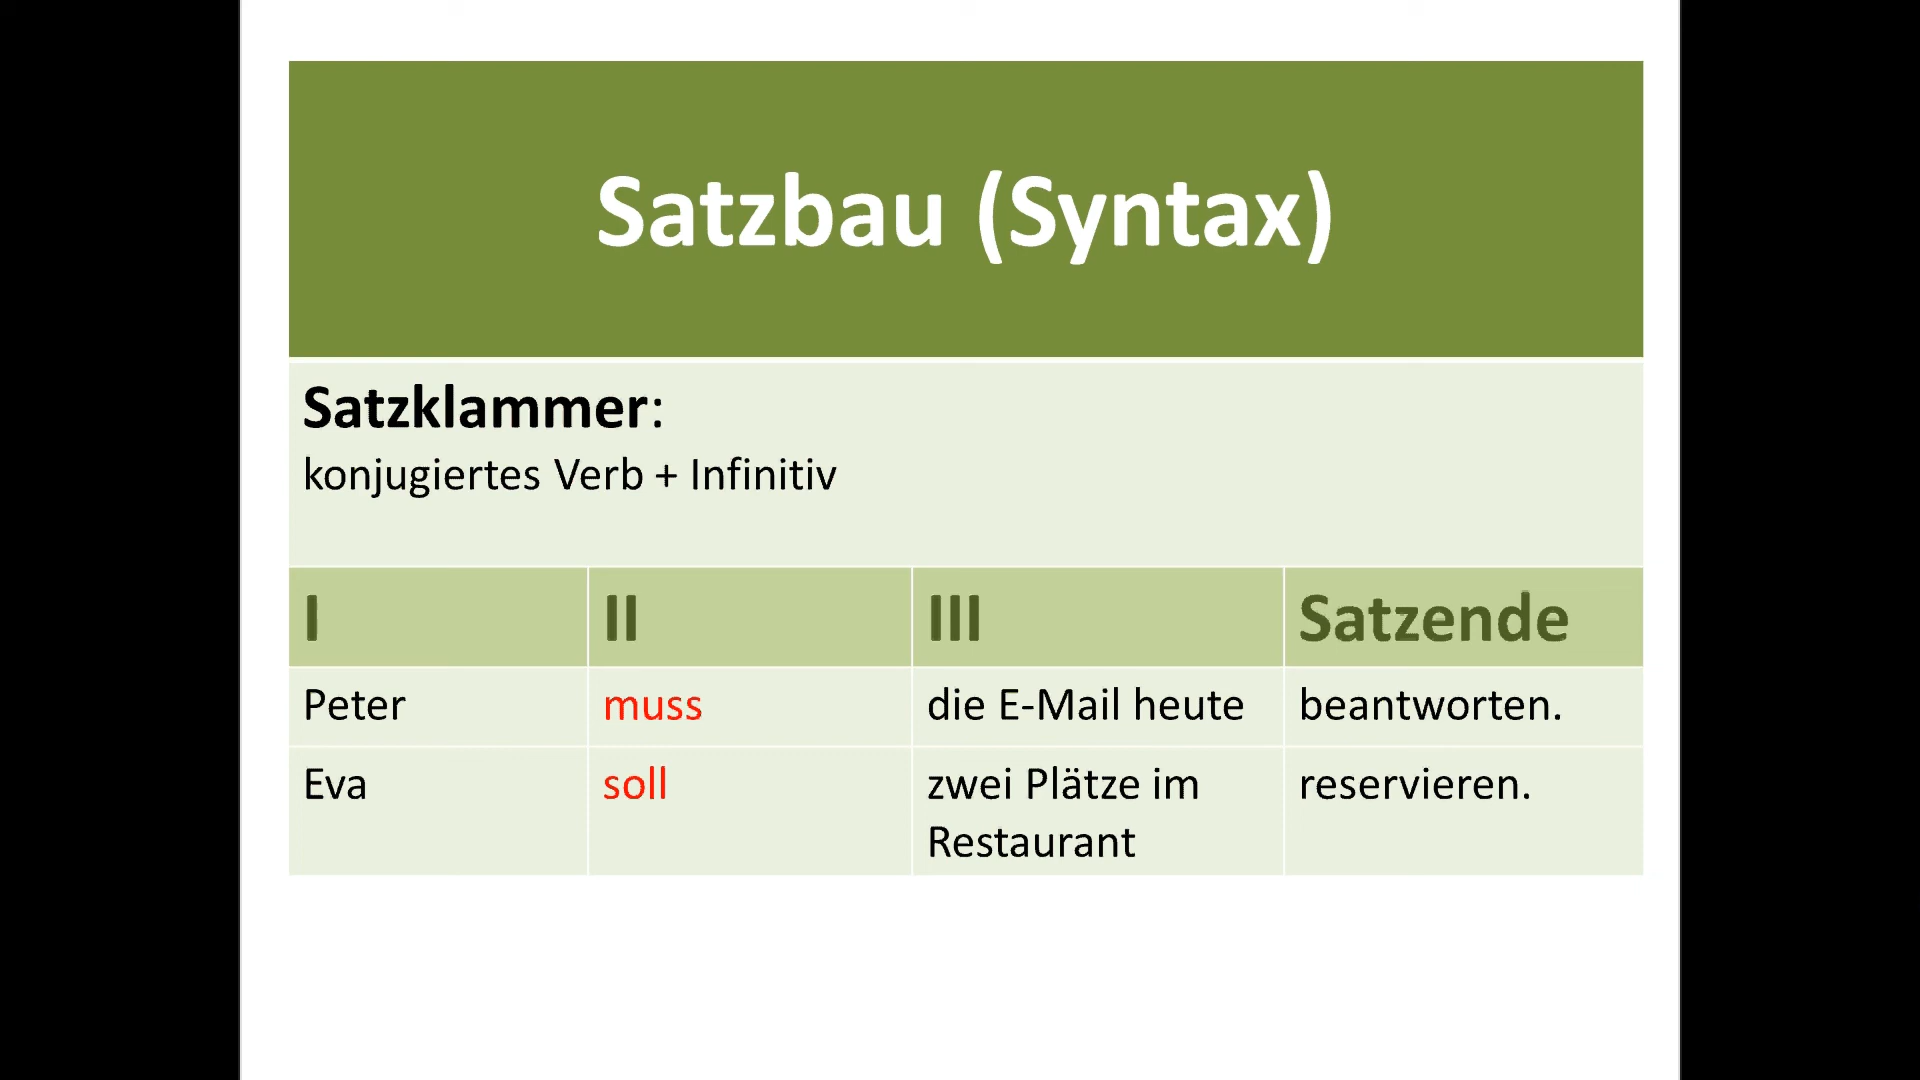 Satzbau (Syntax)
Satzklammer:
konjugiertes Verb + Infinitiv
I II III Satzende
Peter muss die E-Mail heute beantworten.
Eva soll zwei Plätze im reservieren.
Restaurant